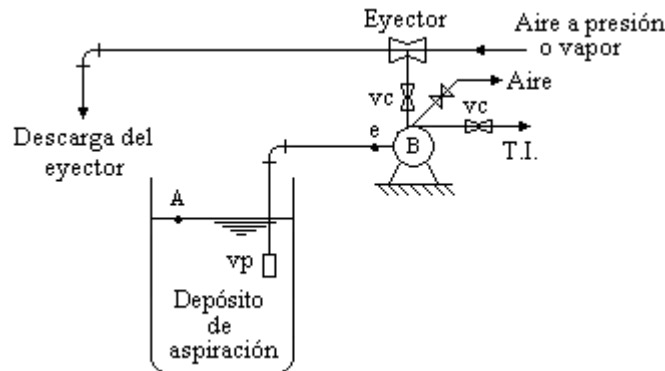 Eyector
Aire a presión
o vapor
vc
Aire
vc
Descarga del
eyector
e
B
T.I.
A
vp
Depósito
de
aspiración